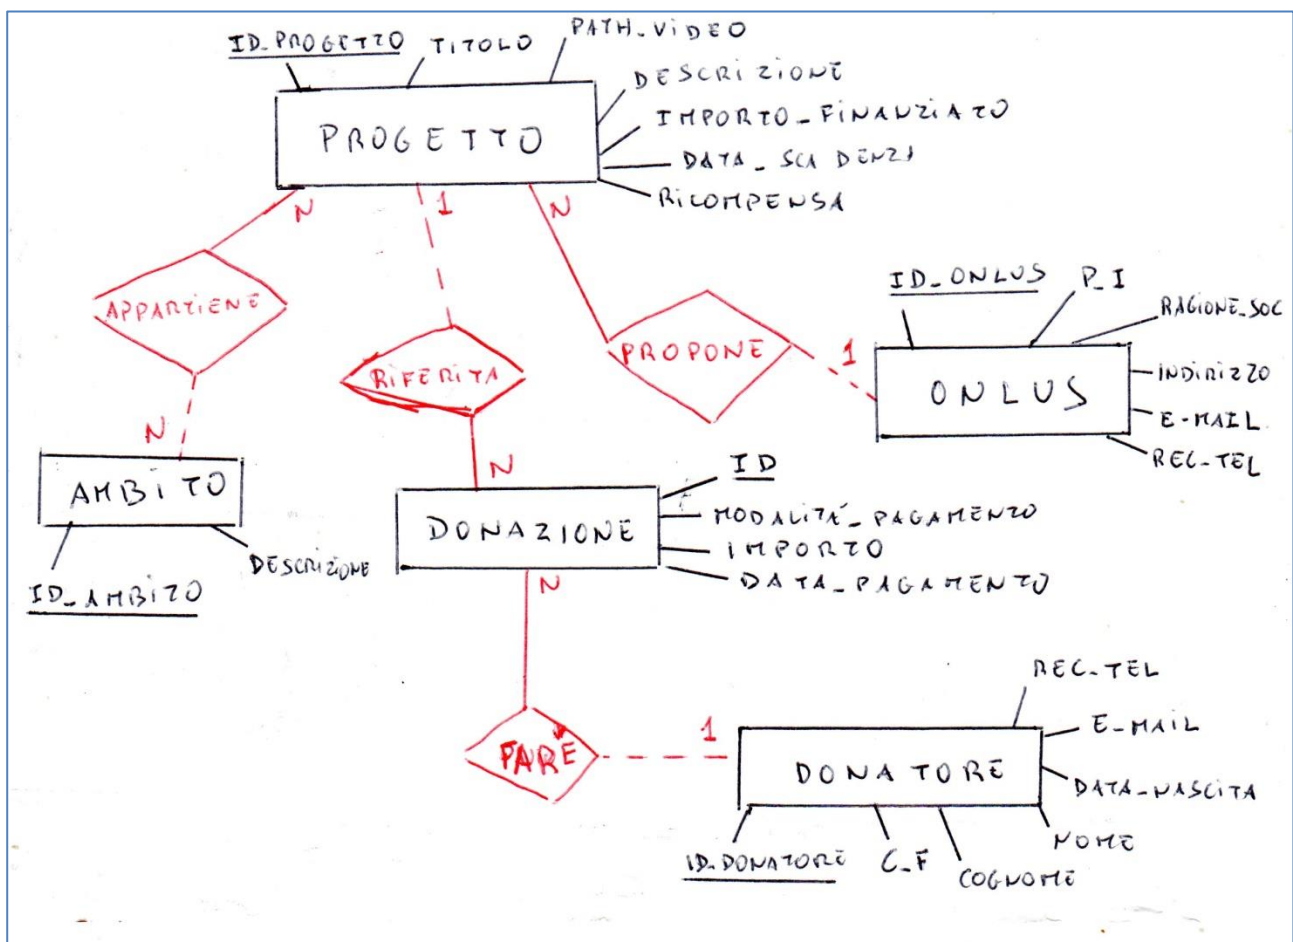 ID_PROGETTO TITOLO PATH_VIDEO
DESCRIZIONE
IMPORTO_FINANZIATO
PROGETTO
DATA_SCADENZA
RICOMPENSA
N 1 N
APPARTIENE
ID_ONLUS P_I
RAGIONE_SOC
PROPONE
1
RIFERITA
INDIRIZZO
ONLUS
E-MAIL
REC-TEL
N
N
AMBITO
ID
MODALITÁ_PAGAMENTO
DONAZIONE
IMPORTO
DATA_PAGAMENTO
DESCRIZIONE
ID_AMBITO
N
REC-TEL
E-MAIL
1
FARE
DONATORE
DATA-NASCITA
NOME
ID_DONATORE C_F COGNOME